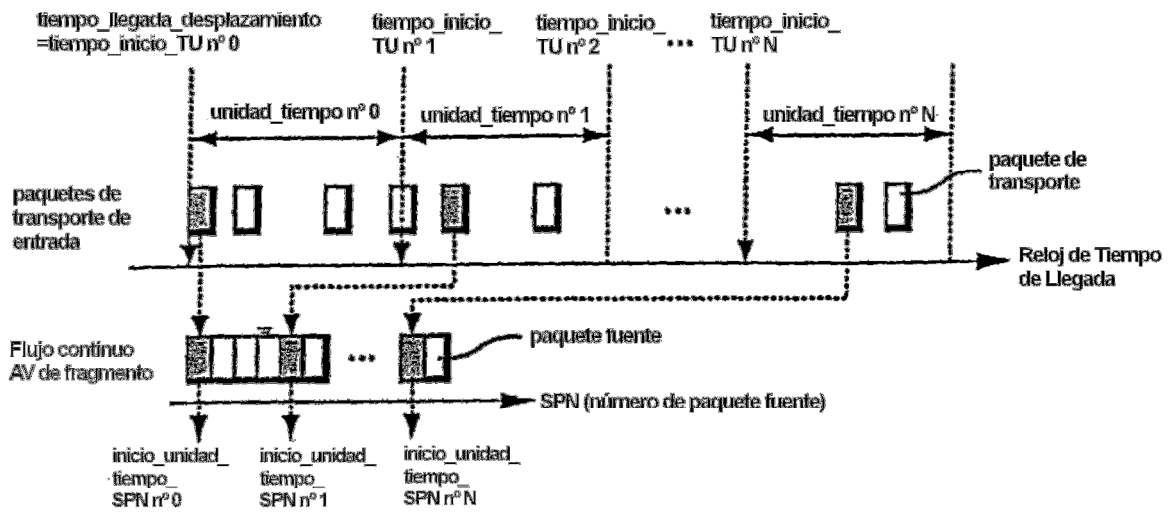 tiempo_llegada_desplazamiento
=tiempo_inicio_TU nº 0
tiempo_inicio_
TU nº 1
tiempo_inicio_
TU nº 2
...
tiempo_inicio_
TU nº N
unidad_tiempo nº 0
unidad_tiempo nº 1
unidad_tiempo nº N
paquetes de
transporte de
entrada
...
paquete de
transporte
Reloj de Tiempo
de Llegada
Flujo continuo
AV de fragmento
...
paquete fuente
SPN (número de paquete fuente)
inicio_unidad_
tiempo_
SPN nº 0
inicio_unidad_
tiempo_
SPN nº 1
inicio_unidad_
tiempo_
SPN nº N